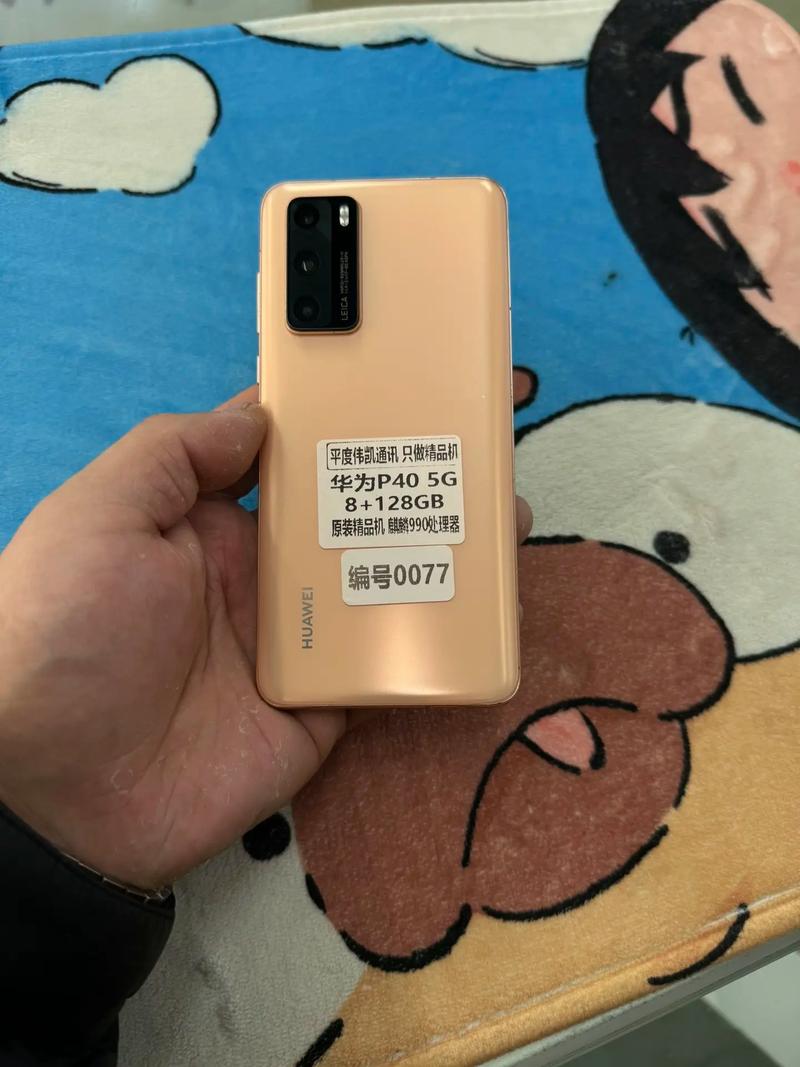 LEICA
平度伟凯通讯 只做精品机
华为P40 5G
8+128GB
原装精品机 麒麟990处理器
编号0077
HUAWEI